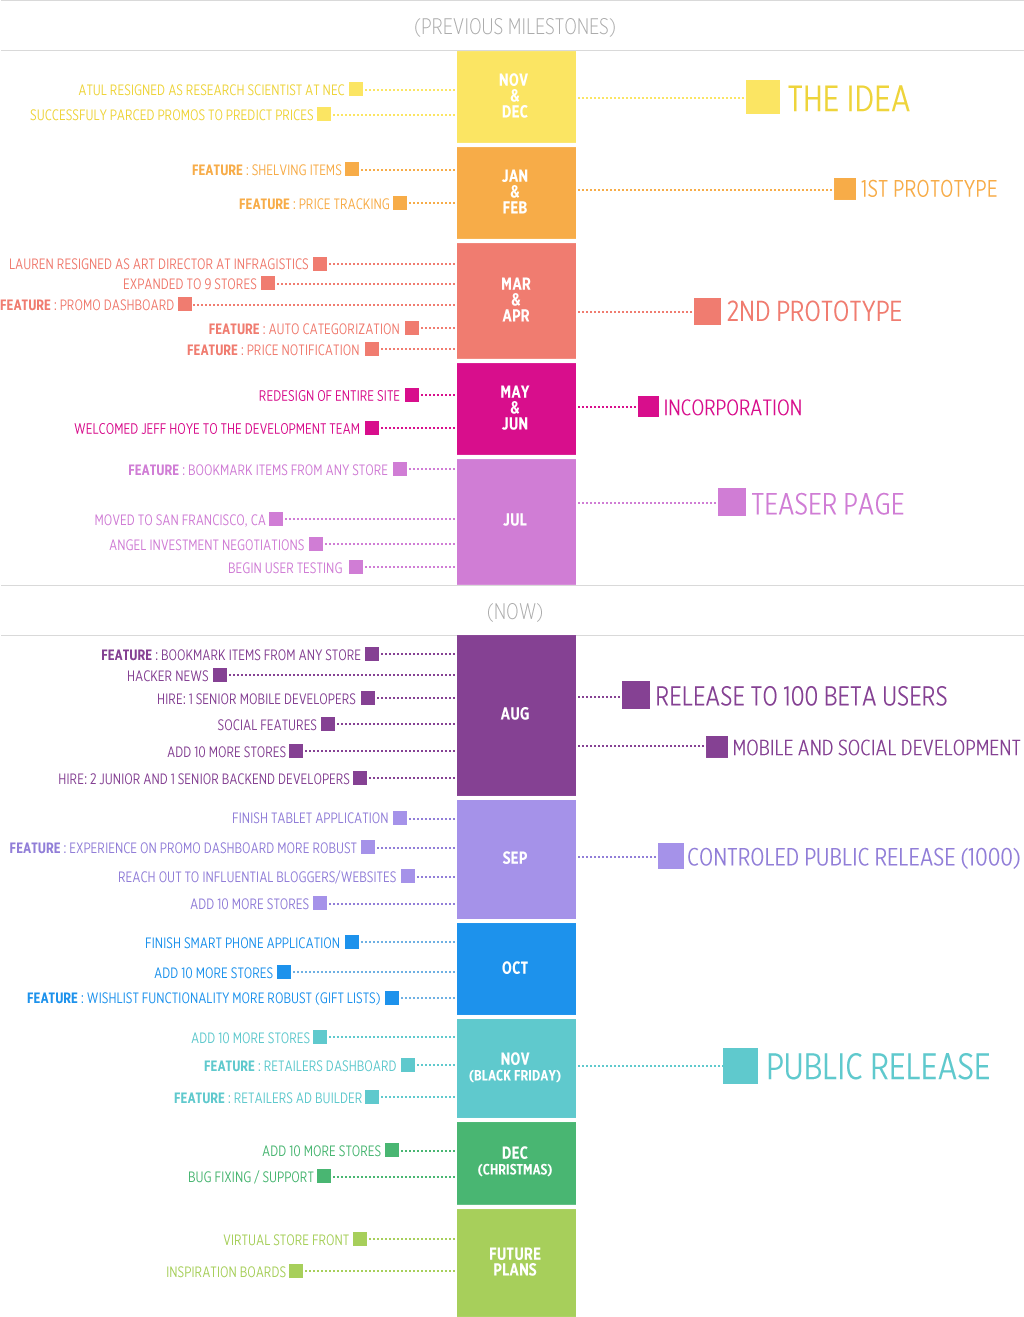 (PREVIOUS MILESTONES)
NOV
&
DEC
ATUL RESIGNED AS RESEARCH SCIENTIST AT NEC
SUCCESSFULY PARCED PROMOS TO PREDICT PRICES
THE IDEA
JAN
&
FEB
FEATURE : SHELVING ITEMS
FEATURE : PRICE TRACKING
1ST PROTOTYPE
MAR
&
APR
LAUREN RESIGNED AS ART DIRECTOR AT INFRAGISTICS
EXPANDED TO 9 STORES
FEATURE : PROMO DASHBOARD
FEATURE : AUTO CATEGORIZATION
FEATURE : PRICE NOTIFICATION
2ND PROTOTYPE
MAY
&
JUN
REDESIGN OF ENTIRE SITE
WELCOMED JEFF HOYE TO THE DEVELOPMENT TEAM
INCORPORATION
JUL
FEATURE : BOOKMARK ITEMS FROM ANY STORE
MOVED TO SAN FRANCISCO, CA
ANGEL INVESTMENT NEGOTIATIONS
BEGIN USER TESTING
TEASER PAGE
(NOW)
AUG
FEATURE : BOOKMARK ITEMS FROM ANY STORE
HACKER NEWS
HIRE: 1 SENIOR MOBILE DEVELOPERS
SOCIAL FEATURES
ADD 10 MORE STORES
HIRE: 2 JUNIOR AND 1 SENIOR BACKEND DEVELOPERS
RELEASE TO 100 BETA USERS
MOBILE AND SOCIAL DEVELOPMENT
SEP
FINISH TABLET APPLICATION
FEATURE : EXPERIENCE ON PROMO DASHBOARD MORE ROBUST
REACH OUT TO INFLUENTIAL BLOGGERS/WEBSITES
ADD 10 MORE STORES
CONTROLED PUBLIC RELEASE (1000)
OCT
FINISH SMART PHONE APPLICATION
ADD 10 MORE STORES
FEATURE : WISHLIST FUNCTIONALITY MORE ROBUST (GIFT LISTS)
NOV
(BLACK FRIDAY)
ADD 10 MORE STORES
FEATURE : RETAILERS DASHBOARD
FEATURE : RETAILERS AD BUILDER
PUBLIC RELEASE
DEC
(CHRISTMAS)
ADD 10 MORE STORES
BUG FIXING / SUPPORT
FUTURE
PLANS
VIRTUAL STORE FRONT
INSPIRATION BOARDS